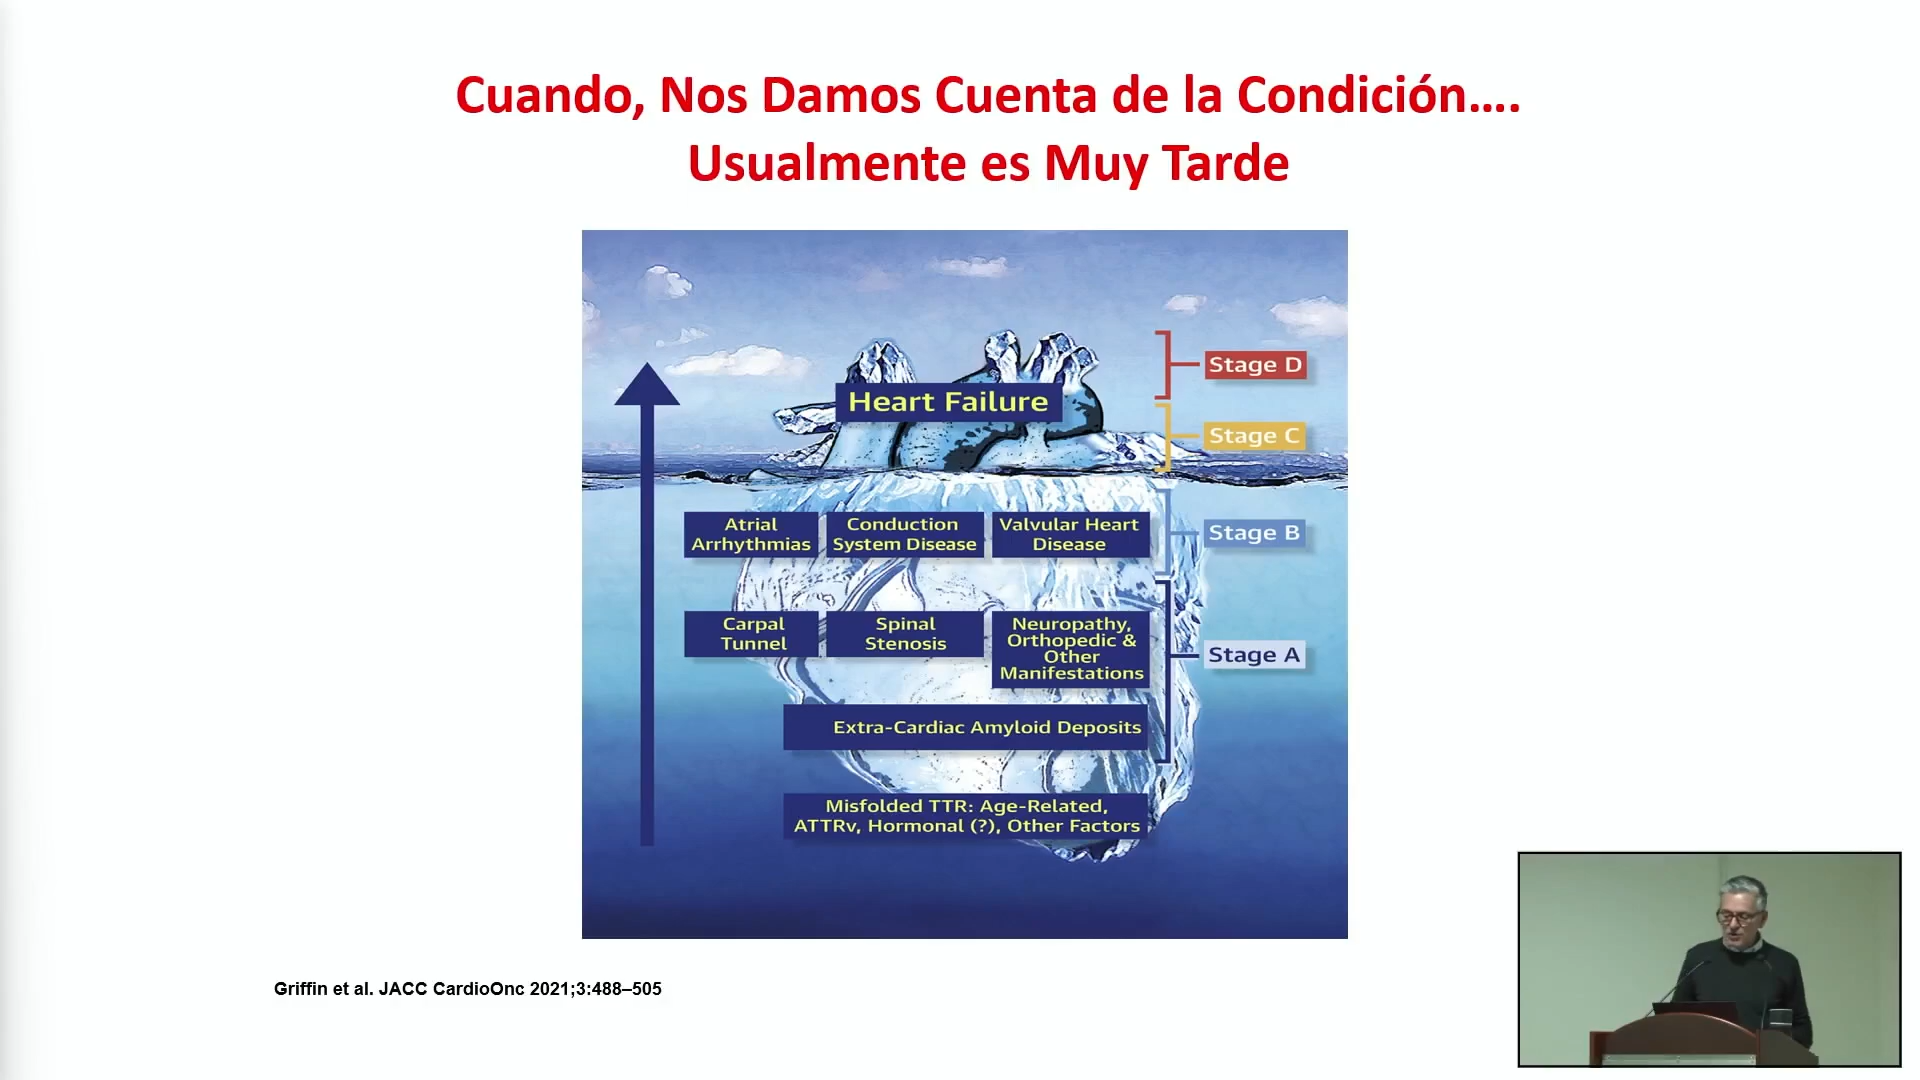 Cuando, Nos Damos Cuenta de la Condición....
Usualmente es Muy Tarde
Stage D
Heart Failure
Stage C
Atrial
Arrhythmias
Conduction
System Disease
Valvular Heart
Disease
Stage B
Carpal
Tunnel
Spinal
Stenosis
Neuropathy,
Orthopedic &
Other
Manifestations
Stage A
Extra-Cardiac Amyloid Deposits
Misfolded TTR: Age-Related,
ATTRv, Hormonal (?), Other Factors
Griffin et al. JACC CardioOnc 2021;3:488–505